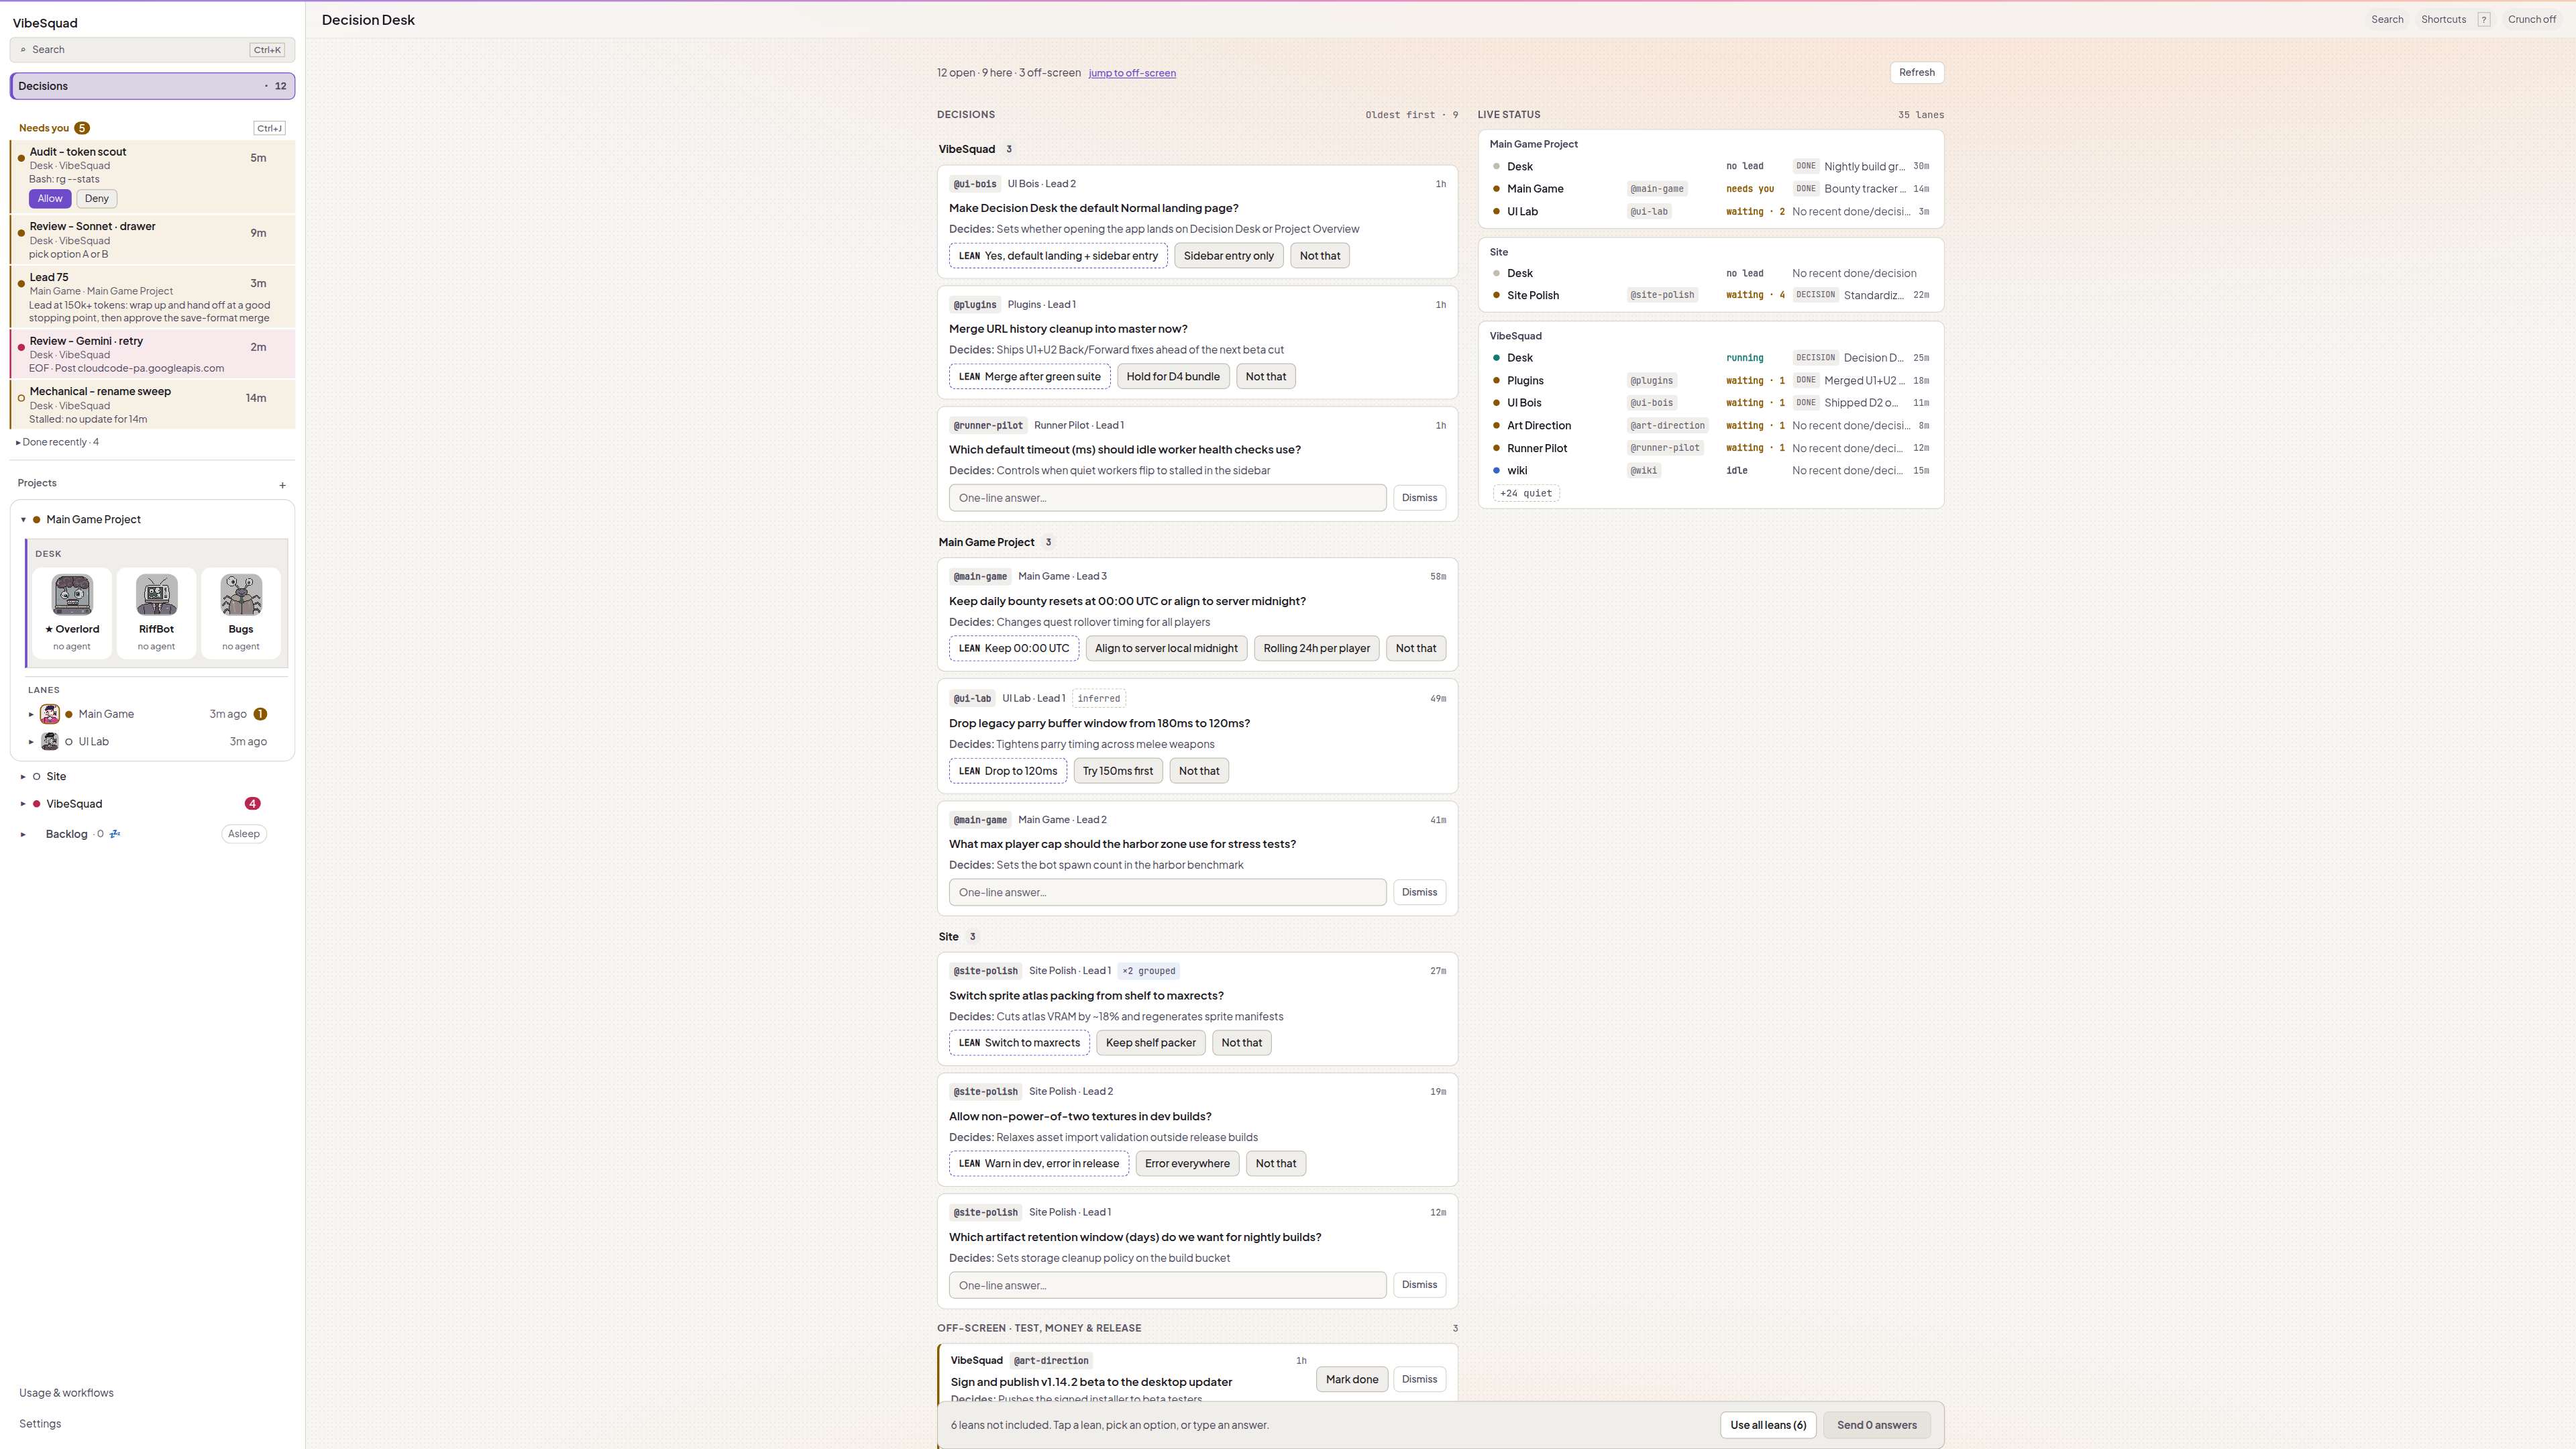 VibeSquad
Search Ctrl+K
Decisions · 12
Needs you 5 Ctrl+J
Audit - token scout 5m
Desk · VibeSquad
Bash: rg --stats
Allow Deny
Review - Sonnet · drawer 9m
Desk · VibeSquad
pick option A or B
Lead 75 3m
Main Game · Main Game Project
Lead at 150k+ tokens: wrap up and hand off at a good
stopping point, then approve the save-format merge
Review - Gemini · retry 2m
Desk · VibeSquad
EOF · Post cloudcode-pa.googleapis.com
Mechanical - rename sweep 14m
Desk · VibeSquad
Stalled: no update for 14m
▸ Done recently · 4
Projects +
▾ Main Game Project
DESK
★ Overlord RiffBot Bugs
no agent no agent no agent
LANES
▸ Main Game 3m ago 1
▸ UI Lab 3m ago
▸ Site
▸ VibeSquad 4
▸ Backlog · 0 💤 Asleep
Usage & workflows
Settings
Decision Desk Search Shortcuts ? Crunch off
12 open · 9 here · 3 off-screen jump to off-screen Refresh
DECISIONS Oldest first · 9
VibeSquad 3
@ui-bois UI Bois · Lead 2 1h
Make Decision Desk the default Normal landing page?
Decides: Sets whether opening the app lands on Decision Desk or Project Overview
LEAN Yes, default landing + sidebar entry Sidebar entry only Not that
@plugins Plugins · Lead 1 1h
Merge URL history cleanup into master now?
Decides: Ships U1+U2 Back/Forward fixes ahead of the next beta cut
LEAN Merge after green suite Hold for D4 bundle Not that
@runner-pilot Runner Pilot · Lead 1 1h
Which default timeout (ms) should idle worker health checks use?
Decides: Controls when quiet workers flip to stalled in the sidebar
One-line answer… Dismiss
Main Game Project 3
@main-game Main Game · Lead 3 58m
Keep daily bounty resets at 00:00 UTC or align to server midnight?
Decides: Changes quest rollover timing for all players
LEAN Keep 00:00 UTC Align to server local midnight Rolling 24h per player Not that
@ui-lab UI Lab · Lead 1 inferred 49m
Drop legacy parry buffer window from 180ms to 120ms?
Decides: Tightens parry timing across melee weapons
LEAN Drop to 120ms Try 150ms first Not that
@main-game Main Game · Lead 2 41m
What max player cap should the harbor zone use for stress tests?
Decides: Sets the bot spawn count in the harbor benchmark
One-line answer… Dismiss
Site 3
@site-polish Site Polish · Lead 1 ×2 grouped 27m
Switch sprite atlas packing from shelf to maxrects?
Decides: Cuts atlas VRAM by ~18% and regenerates sprite manifests
LEAN Switch to maxrects Keep shelf packer Not that
@site-polish Site Polish · Lead 2 19m
Allow non-power-of-two textures in dev builds?
Decides: Relaxes asset import validation outside release builds
LEAN Warn in dev, error in release Error everywhere Not that
@site-polish Site Polish · Lead 1 12m
Which artifact retention window (days) do we want for nightly builds?
Decides: Sets storage cleanup policy on the build bucket
One-line answer… Dismiss
OFF-SCREEN · TEST, MONEY & RELEASE 3
VibeSquad @art-direction 1h
Sign and publish v1.14.2 beta to the desktop updater Mark done Dismiss
Decides: Pushes the signed installer to beta testers
6 leans not included. Tap a lean, pick an option, or type an answer. Use all leans (6) Send 0 answers
LIVE STATUS 35 lanes
Main Game Project
Desk no lead DONE Nightly build gr… 30m
Main Game @main-game needs you DONE Bounty tracker … 14m
UI Lab @ui-lab waiting · 2 No recent done/decisi… 3m
Site
Desk no lead No recent done/decision
Site Polish @site-polish waiting · 4 DECISION Standardiz… 22m
VibeSquad
Desk running DECISION Decision D… 25m
Plugins @plugins waiting · 1 DONE Merged U1+U2 … 18m
UI Bois @ui-bois waiting · 1 DONE Shipped D2 o… 11m
Art Direction @art-direction waiting · 1 No recent done/decisi… 8m
Runner Pilot @runner-pilot waiting · 1 No recent done/deci… 12m
wiki @wiki idle No recent done/deci… 15m
+24 quiet